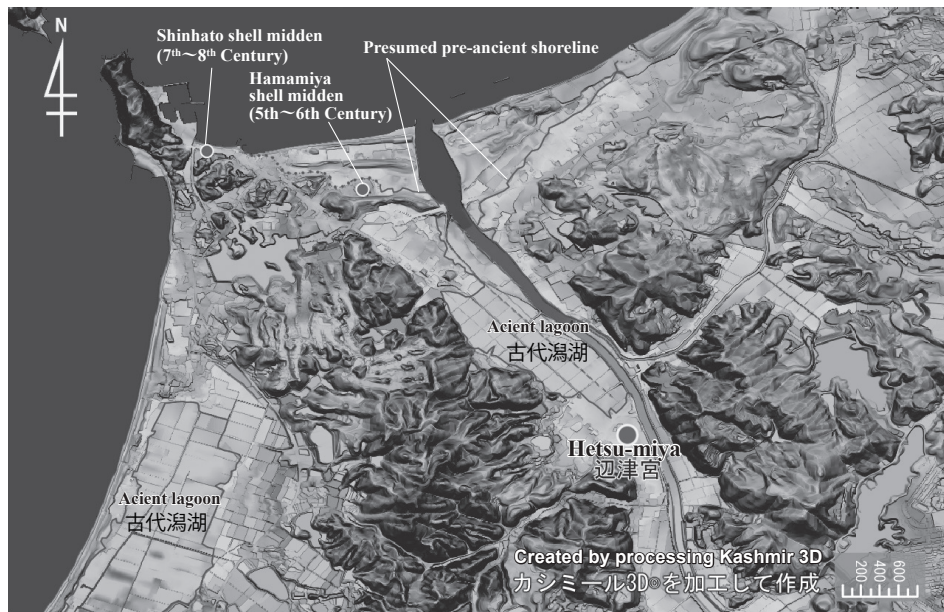 N
Shinhato shell midden
(7th～8th Century)
Hamamiya
shell midden
(5th～6th Century)
Presumed pre-ancient shoreline
Acient lagoon
古代潟湖
Hetsu-miya
辺津宮
Acient lagoon
古代潟湖
Created by processing Kashmir 3D
カシミール3D©を加工して作成
200
400
600